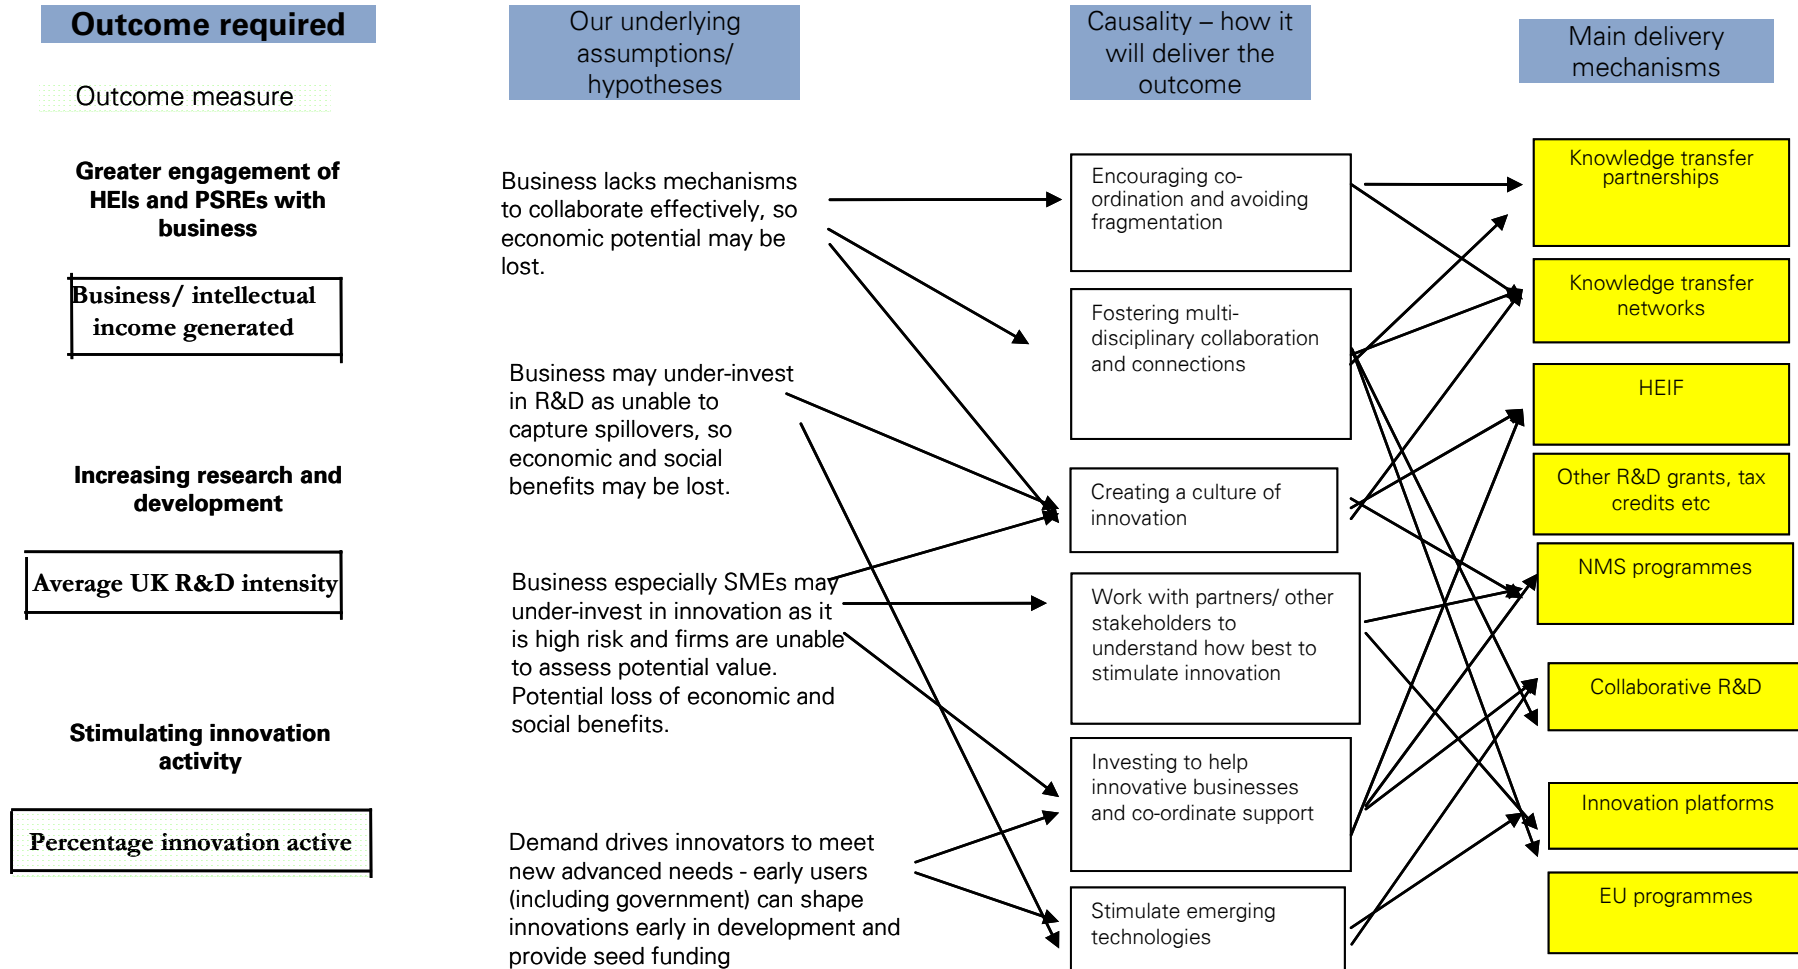 Outcome required
Outcome measure
Greater engagement of
HEIs and PSREs with
business
Business/ intellectual
income generated
Increasing research and
development
Average UK R&D intensity
Stimulating innovation
activity
Percentage innovation active
Our underlying
assumptions/
hypotheses
Business lacks mechanisms
to collaborate effectively, so
economic potential may be
lost.
Business may under-invest
in R&D as unable to
capture spillovers, so
economic and social
benefits may be lost.
Business especially SMEs may
under-invest in innovation as it
is high risk and firms are unable
to assess potential value.
Potential loss of economic and
social benefits.
Demand drives innovators to meet
new advanced needs - early users
(including government) can shape
innovations early in development and
provide seed funding
Causality – how it
will deliver the
outcome
Encouraging co-
ordination and avoiding
fragmentation
Fostering multi-
disciplinary collaboration
and connections
Creating a culture of
innovation
Work with partners/ other
stakeholders to
understand how best to
stimulate innovation
Investing to help
innovative businesses
and co-ordinate support
Stimulate emerging
technologies
Main delivery
mechanisms
Knowledge transfer
partnerships
Knowledge transfer
networks
HEIF
Other R&D grants, tax
credits etc
NMS programmes
Collaborative R&D
Innovation platforms
EU programmes